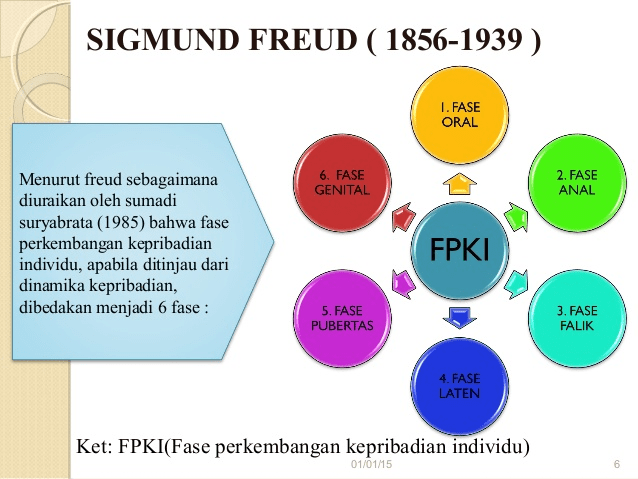 SIGMUND FREUD ( 1856-1939 )
Menurut freud sebagaimana
diuraikan oleh sumadi
suryabrata (1985) bahwa fase
perkembangan kepribadian
individu, apabila ditinjau dari
dinamika kepribadian,
dibedakan menjadi 6 fase :
FPKI
1. FASE
ORAL
2. FASE
ANAL
3. FASE
FALIK
4. FASE
LATEN
5. FASE
PUBERTAS
6. FASE
GENITAL
Ket: FPKI(Fase perkembangan kepribadian individu)
01/01/15
6